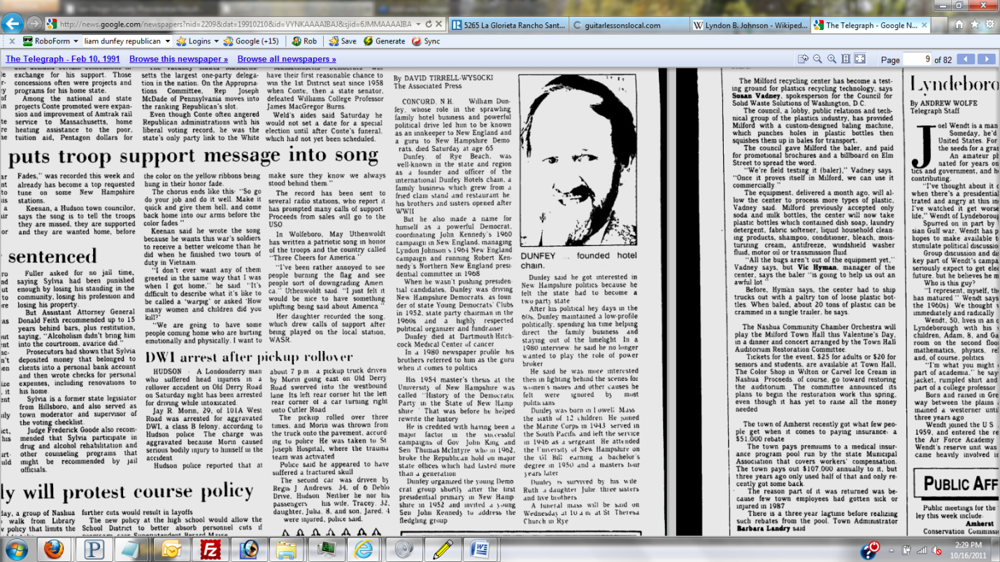 http://news.google.com/newspapers?nid=2209&dat=19910210&id=VYNKAAAAIBAJ&sjid=6JMMAAAAIBA
5265 La Glorieta Rancho Sant...
guitarlessonslocal.com
Lyndon B. Johnson - Wikiped...
The Telegraph - Google N...
x
RoboForm
liam dunfey republican
Logins
Google (+15)
Rob
Save
Generate
Sync
The Telegraph - Feb 10, 1991
Browse this newspaper »
Browse all newspapers »
Page 9 of 82
exchange for his support. Those
concessions often were projects and
programs for his home state.
Among the national and state
projects Conte promoted were expan-
sion and improvement of Amtrak rail
service to Massachusetts, home
heating assistance to the poor,
tuition aid, Pentagon dollars for
setts the largest one-party delega-
tion in the nation. On the Appropria-
tions Committee, Rep Joseph
McDade of Pennsylvania moves into
the ranking Republican's slot.
Even though Conte often angered
Republican administrations with his
liberal voting record, he was the
state's only party link to the White
have their first reasonable chance to
win the 1st District seat since 1958
when Conte, then a state senator,
defeated Williams College Professor
James MacGregor Burns.
Weld's aides said Saturday he
would not set a date for a special
election until after Conte's funeral,
which had not yet been scheduled.
puts troop support message into song
Fades," was recorded this week and
already has become a top requested
tune on some New Hampshire
stations.
Keenan, a Hudson town councilor,
says the song is to tell the troops
they are missed, they are supported
and they are wanted home, before
the color on the yellow ribbons being
hung in their honor fade.
The chorus ends like this: "So go
do your job and do it well. Make it
quick and give them hell, and come
back home into our arms before the
color fades "
Keenan said he wrote the song
because he wants this war's soldiers
to receive a better welcome than he
did when he finished two tours of
duty in Vietnam.
"I don't ever want any of them
greeted in the same way that I was
when I got home," he said "It's
difficult to describe what it's like to
be called a "warpig' or asked 'How
many women and children did you
kill?'
"We are going to have some
people coming home who are hurting
emotionally and physically. I want to
make sure they know we always
stood behind them "
The record has been sent to
several radio stations, who report it
has prompted many calls of support
Proceeds from sales will go to the
USO
In Wolfeboro, May Uthenwoldt
has written a patriotic song in honor
of the troops and the country called
"Three Cheers for America "
"I've been rather annoyed to see
people burning the flag and see
people sort of downgrading Ameri
ca," Uthenwoldt said. "I just felt it
would be nice to have something
uplifting being said about America "
Her daughter recorded the song,
which drew calls of support after
being played on the local station,
WASR.
sentenced
Fuller asked for no jail time,
saying Sylvia had been punished
enough by losing his standing in the
community, losing his profession and
losing his property.
But Assistant Attorney General
Donald Feith recommended up to 15
years behind bars, plus restitution,
saying, "Alcoholism didn't bring him
into the courtroom, avarice did."
Prosecutors had shown that Sylvia
deposited money that belonged to
clients into a personal bank account
and then wrote checks for personal
expenses, including renovations to
his home
Sylvia is a former state legislator
from Hillsboro, and also served as
town moderator and supervisor of
the voting checklist.
Judge Frederick Goode also recom-
mended that Sylvia participate in
drug and alcohol rehabilitation and
other counseling programs that
might be recommended by jail
officials.
DWI arrest after pickup rollover
HUDSON - A Londonderry man
who suffered head injuries in a
rollover accident on Old Derry Road
on Saturday night has been arrested
for driving while intoxicated.
Jay R. Morin, 29, of 101A West
Road was arrested for aggravated
DWI, a class B felony, according to
Hudson police The charge was
aggravated because Morin caused
serious bodily injury to himself in the
accident
Hudson police reported that at
about 7 p m a pickup truck driven
by Morin going east on Old Derry
Road swerved into the westbound
lane Its left rear corner hit the left
rear corner of a car turning right
onto Cutler Road
The pickup rolled over three
times, and Morin was thrown from
the truck onto the pavement, accord-
ing to police He was taken to St
Joseph Hospital, where the trauma
team was activated
Police said he appeared to have
suffered a fractured skull
The second car was driven by
Regis J Andrews, 34, of 6 Deblo
Drive, Hudson Neither he nor his
passengers his wife, Tracey, 32,
daughter, Julia, 8, and son, Jared, 4
were injured, police said.
ly will protest course policy
day, a group of Nashua
walk from Library
policy that limits the
further cuts would result in layoffs
The new policy at the high school would allow the
School District to better absorb personnel cuts if
By DAVID TIRRELL-WYSOCKI
The Associated Press
CONCORD, N.H. William Dun-
fey, whose role in the sprawling
family hotel business and powerful
political drive led him to be known
as an innkeeper to New England and
a guru to New Hampshire Demo
rats, died Saturday at age 65
Dunfey, of Rye Beach, was
well-known in the state and region
as a founder and officer of the
international Dunfey Hotels chain, a
family business which grew from a
fried clam stand and restaurant he,
his brothers and sisters opened after
WWII
But he also made a name for
himself as a powerful Democrat,
coordinating John Kennedy's 1960
campaign in New England, managing
Lyndon Johnson's 1964 New England
campaign and running Robert Ken-
nedy's Northern New England presi-
dential committee in 1968
When he wasn't pushing presiden-
tial candidates, Dunfey was driving
New Hampshire Democrats, as foun
der of state Young Democrats' Clubs
in 1952, state party chairman in the
1960s and a highly respected
political organizer and fundraiser
Dunfey died at Dartmouth-Hitch-
cock Medical Center of cancer
In a 1980 newspaper profile his
brothers referred to him as the guru
when it comes to politics
His 1954 master's thesis at the
University of New Hampshire was
called "History of the Democratic
Party in the State of New Hamp
shire " That was before he helped
rewrite the history
He is credited with having been a
major factor in the successful
campaigns of Gov John King and
Sen Thomas McIntyre who in 1962,
broke the Republican hold on major
state offices which had lasted more
than a generation
Dunfey organized the young Demo
crat group shortly after the first
presidential primary in New Hamp-
shire in 1952 and invited a young
Sen John Kennedy to address the
fledgling group
DUNFEY ... founded hotel
chain.
Dunfey said he got interested in
New Hampshire politics because he
felt the state had to become a
two party state
After his political hey days in the
60s, Dunfey maintained a low-profile
politically, spending his time helping
direct the family business and
staying out of the limelight In a
1980 interview, he said he no longer
wanted to play the role of power
broker
He said he was more interested
then in fighting behind the scenes for
women's issues and other causes he
felt were ignored by most
politicians
Dunfey was born in Lowell Mass
the sixth of 12 children He joined
the Marine Corps in 1943 served in
the South Pacific and left the service
in 1946 as a sergeant He attended
the University of New Hampshire on
the GI Bill earning a bachelor's
degree in 1950 and a masters four
years later
Dunfey is survived by his wife
Ruth a daughter Julie three sisters
and five brothers
A funeral mass will be said on
Wednesday at 10 a m at St Theresa
Church in Rye
The Milford recycling center has become a test-
ing ground for plastics recycling technology, says
Susan Vadney, spokesperson for the Council for
Solid Waste Solutions of Washington, D C.
The council, a lobby, public relations and tech-
nical group of the plastics industry, has provided
Milford with a custom-designed baling machine,
which punches holes in plastic bottles then
squishes them up in bales for transport.
The council gave Milford the baler, and paid
for promotional brochures and a billboard on Elm
Street to spread the word.
"We're field testing it (baler)," Vadney says.
"Once it proves itself in Milford, we can use it
commercially "
The equipment, delivered a month ago, will al-
low the center to process more types of plastic,
Vadney said. Milford previously accepted only
soda and milk bottles, the center will now take
plastic bottles which contained dish soap, laundry
detergent, fabric softener, liquid household clean-
ing products, shampoo, conditioner, bleach, mois-
turizing cream, antifreeze, windshield washer
fluid, motor oil or transmission fluid
"All the bugs aren't out of the equipment yet,"
Vadney says, but Vic Hyman, manager of the
center, says the baler "is going to help us out an
awful lot "
Before, Hyman says, the center had to ship
trucks out with a paltry ton of loose plastic bot-
tles. When baled, about 20 tons of plastic can be
crammed in a single trailer, he says.
The Nashua Community Chamber Orchestra will
play the Milford Town Hall this Valentine's Day,
in a dinner and concert arranged by the Town Hall
Auditorium Restoration Committee.
Tickets for the event, $25 for adults or $20 for
seniors and students, are available at Town Hall,
The Color Shop in Wilton or Carvel Ice Cream in
Nashua Proceeds, of course, go toward restoring
the auditorium The committee announced its
plans to begin the restoration work this spring,
even though it has yet to raise all the money
needed
The town of Amherst recently got what few peo-
ple get when it comes to paying insurance: a
$51,000 rebate
The town pays premiums to a medical insur-
ance program pool run by the state Municipal
Association that covers workers' compensation.
The town pays out $107,000 annually to it, but
three years ago only used half of that and only re-
cently got some back
The reason part of it was returned was be-
cause few town employees had gotten sick or
injured in 1987
There is a three-year lagtime before realizing
such rebates from the pool, Town Administrator
Barbara Landry said
Lyndeboro
By ANDREW WOLFE
Telegraph Staff
Joel Wendt is a man
Someday, he'd
United States. For
the seeds for a gras
An amateur pl
nated for years on
tics and government, and h
contributing.
"I've thought about it c
when there's a presidential
trated and angry at this in
I've watched it get worse
life," Wendt of Lyndeborou
Spurred on in part by
sian Gulf war, Wendt has p
hopes to make available t
stimulate political discussio
Group discussion and di
key part of Wendt's campa
seriously expect to get elec
future, but he believes he m
Who is this guy?
"I represent, myself, the
has matured " Wendt says
the 1960s) We thought v
immediately and radically
Wendt, 50, lives in an o
Lyndeborough with his
children, Adam, 8, and Ga
room on the second floor
mathematics, physics, rel
and, of course, politics
"I'm what you might
part of academia," he say
jacket, rumpled shirt and
part of a college professor
Born and raised in Gre
way between the plains
mained a westerner until
three years ago
Wendt joined the U S
1959, and entered the re
the Air Force Academy
Wendt's reserve unit was
came heavily involved in
PUBLIC AFF
Public meetings for the
ley this week include
Amherst
Conservation Commissi
2:29 PM
10/16/2011